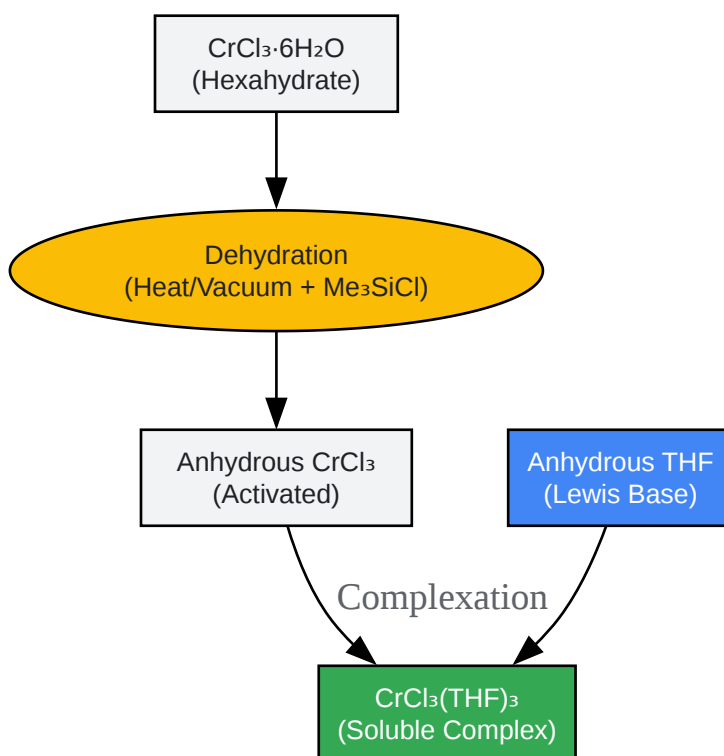 CrCl₃·6H₂O
(Hexahydrate)
Dehydration
(Heat/Vacuum + Me₃SiCl)
Anhydrous CrCl₃
(Activated)
Anhydrous THF
(Lewis Base)
Complexation
CrCl₃(THF)₃
(Soluble Complex)